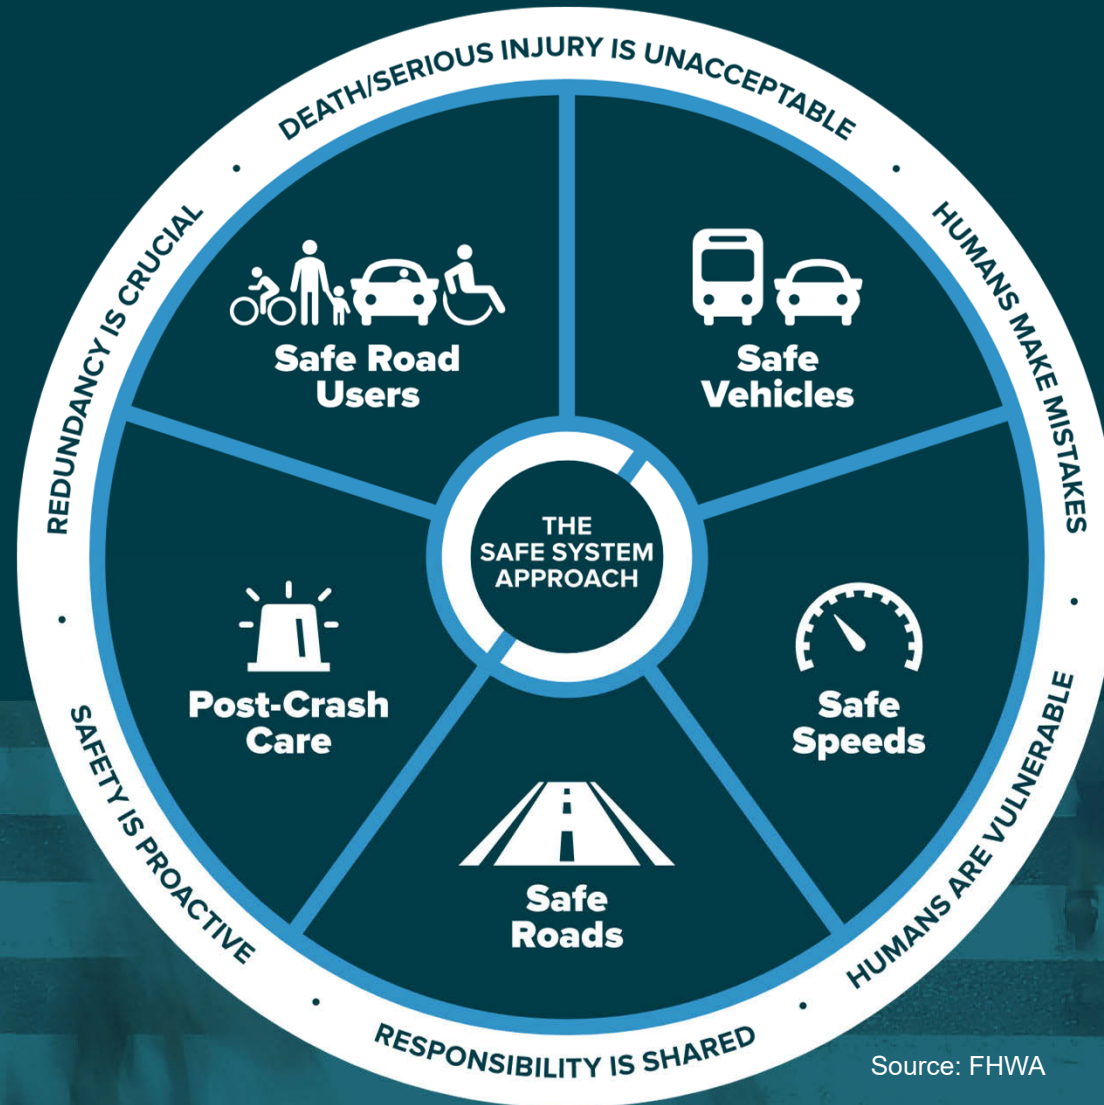 DEATH/SERIOUS INJURY IS UNACCEPTABLE
HUMANS MAKE MISTAKES
HUMANS ARE VULNERABLE
RESPONSIBILITY IS SHARED
SAFETY IS PROACTIVE
REDUNDANCY IS CRUCIAL
Safe Road
Users
Safe
Vehicles
Safe
Speeds
Safe
Roads
Post-Crash
Care
THE
SAFE SYSTEM
APPROACH
Source: FHWA